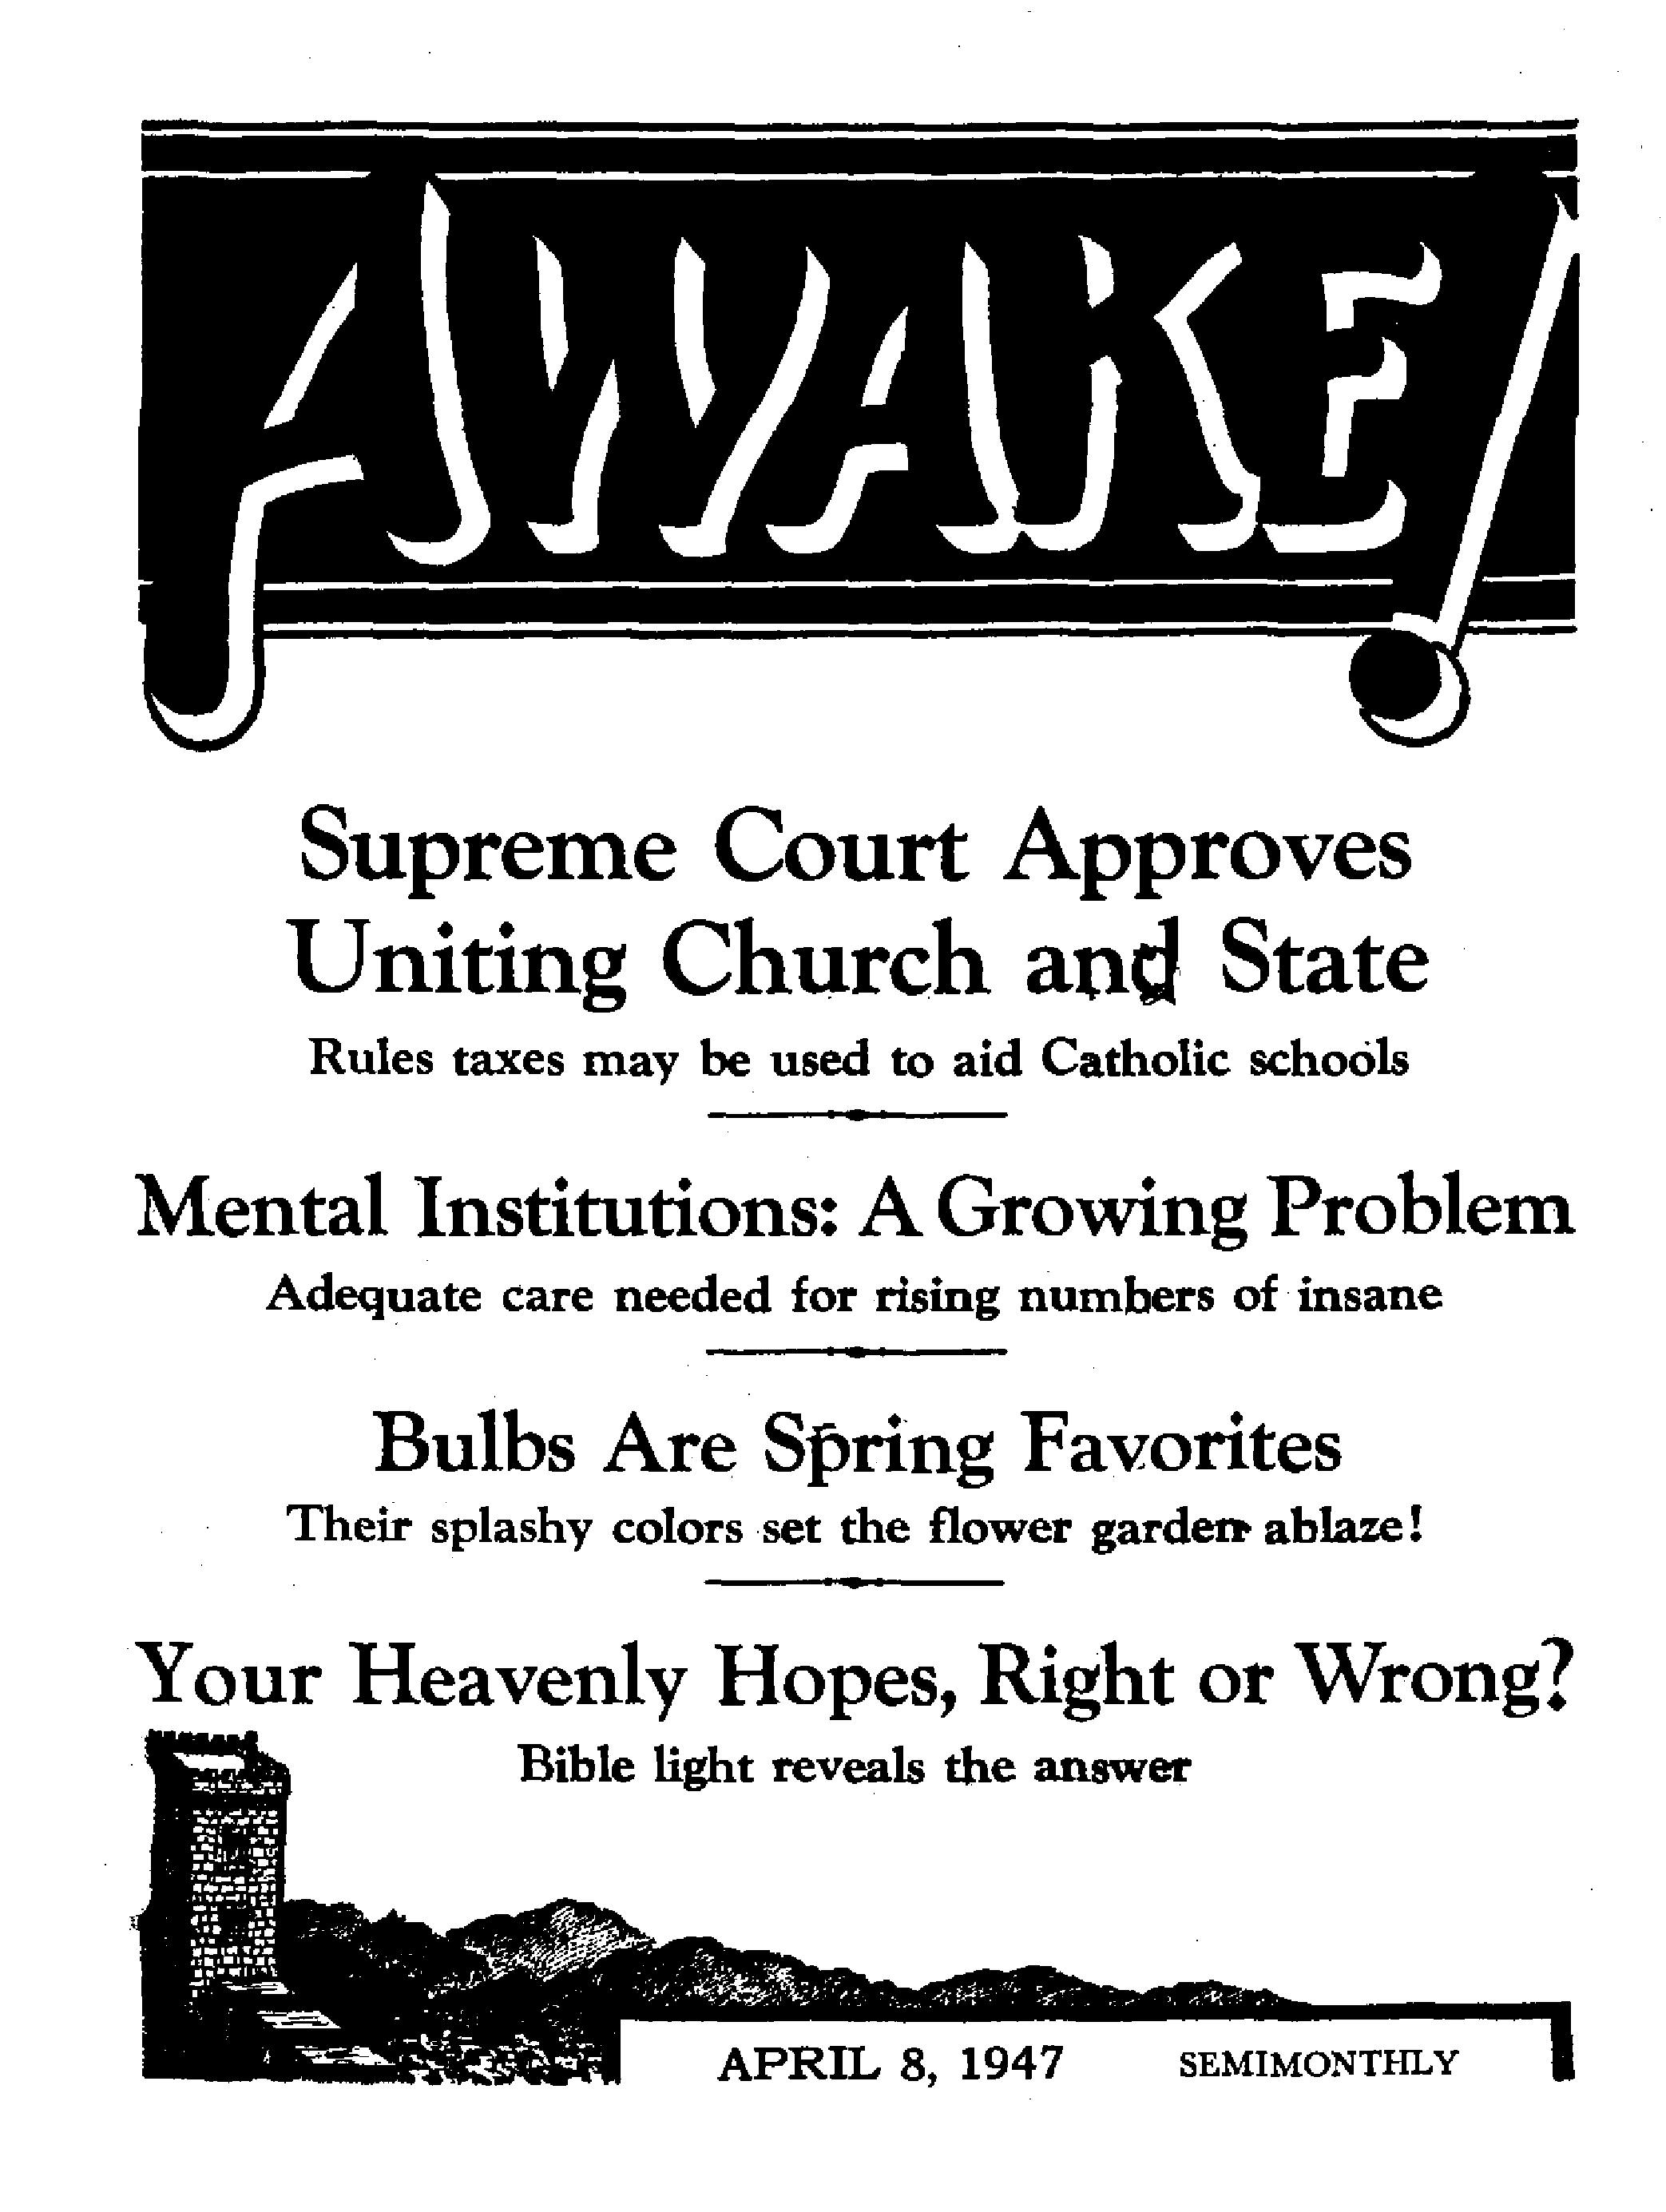 AWAKE!
Supreme Court Approves
Uniting Church and State
Rules taxes may be used to aid Catholic schools
Mental Institutions: A Growing Problem
Adequate care needed for rising numbers of insane
Bulbs Are Spring Favorites
Their splashy colors set the flower garden ablaze!
Your Heavenly Hopes, Right or Wrong?
Bible light reveals the answer
APRIL 8, 1947 SEMIMONTHLY